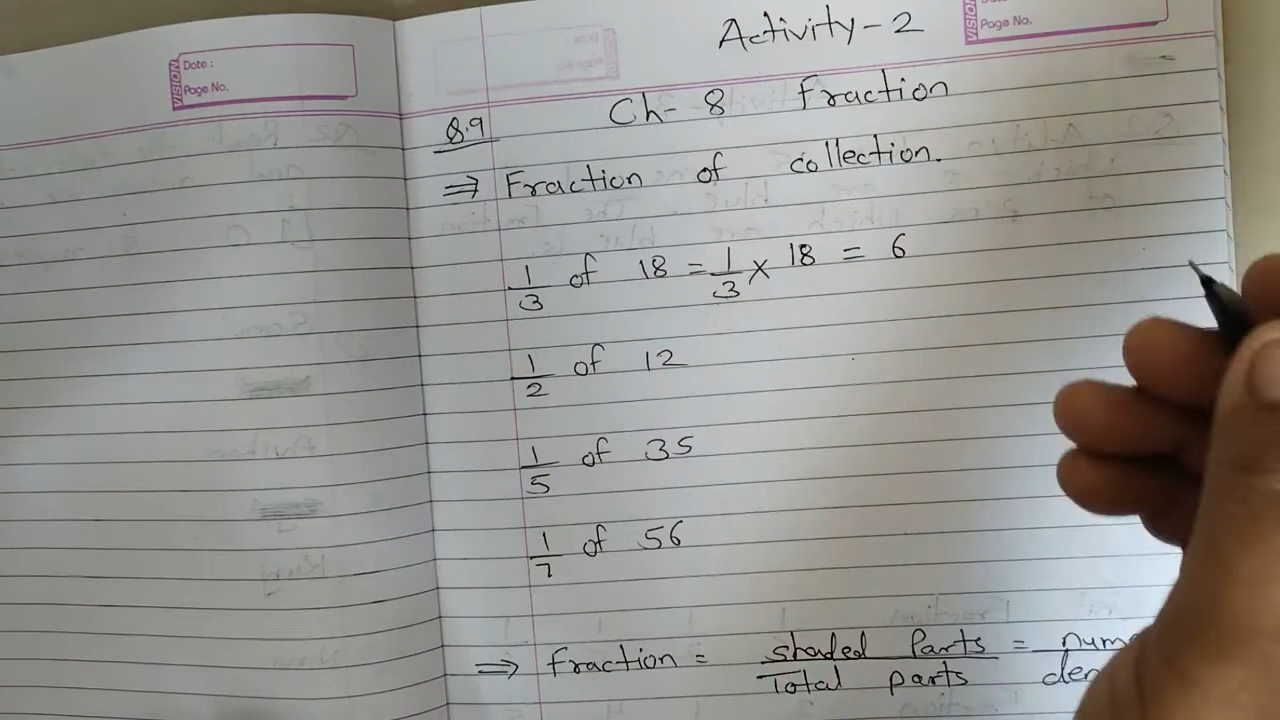 VISION
Date :
Page No.
VISION
Page No.
Activity-2
Ch- 8 Fraction
8.9
⇒ Fraction of collection.
1/3 of 18 = 1/3 × 18 = 6
1/2 of 12
1/5 of 35
1/7 of 56
⇒ Fraction = shaded Parts / Total parts =